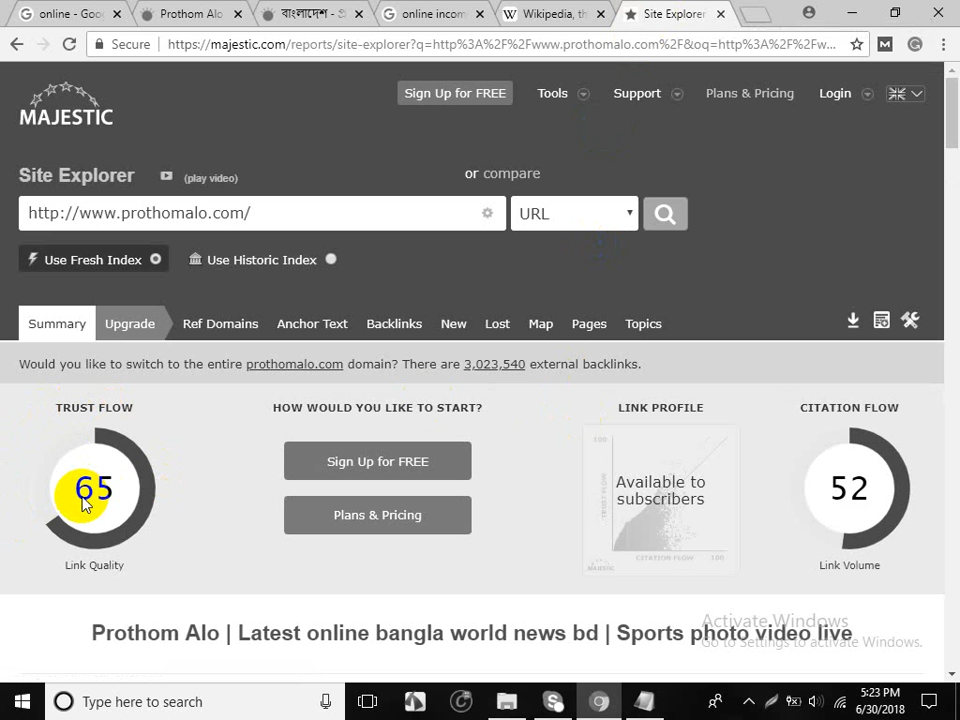 online - Goo
Prothom Alo
বাংলাদেশ - প্র
online incom
Wikipedia, th
Site Explorer
Secure
https://majestic.com/reports/site-explorer?q=http%3A%2F%2Fwww.prothomalo.com%2F&oq=http%3A%2F%2Fw...
MAJESTIC
Sign Up for FREE
Tools
Support
Plans & Pricing
Login
Site Explorer
(play video)
or compare
http://www.prothomalo.com/
URL
Use Fresh Index
Use Historic Index
Summary
Upgrade
Ref Domains
Anchor Text
Backlinks
New
Lost
Map
Pages
Topics
Would you like to switch to the entire prothomalo.com domain? There are 3,023,540 external backlinks.
TRUST FLOW
65
Link Quality
HOW WOULD YOU LIKE TO START?
Sign Up for FREE
Plans & Pricing
LINK PROFILE
100
TRUST FLOW
Available to
subscribers
MAJESTIC
CITATION FLOW
100
CITATION FLOW
52
Link Volume
Prothom Alo | Latest online bangla world news bd | Sports photo video live
Activate Windows
Go to Settings to activate Windows.
Type here to search
5:23 PM
6/30/2018